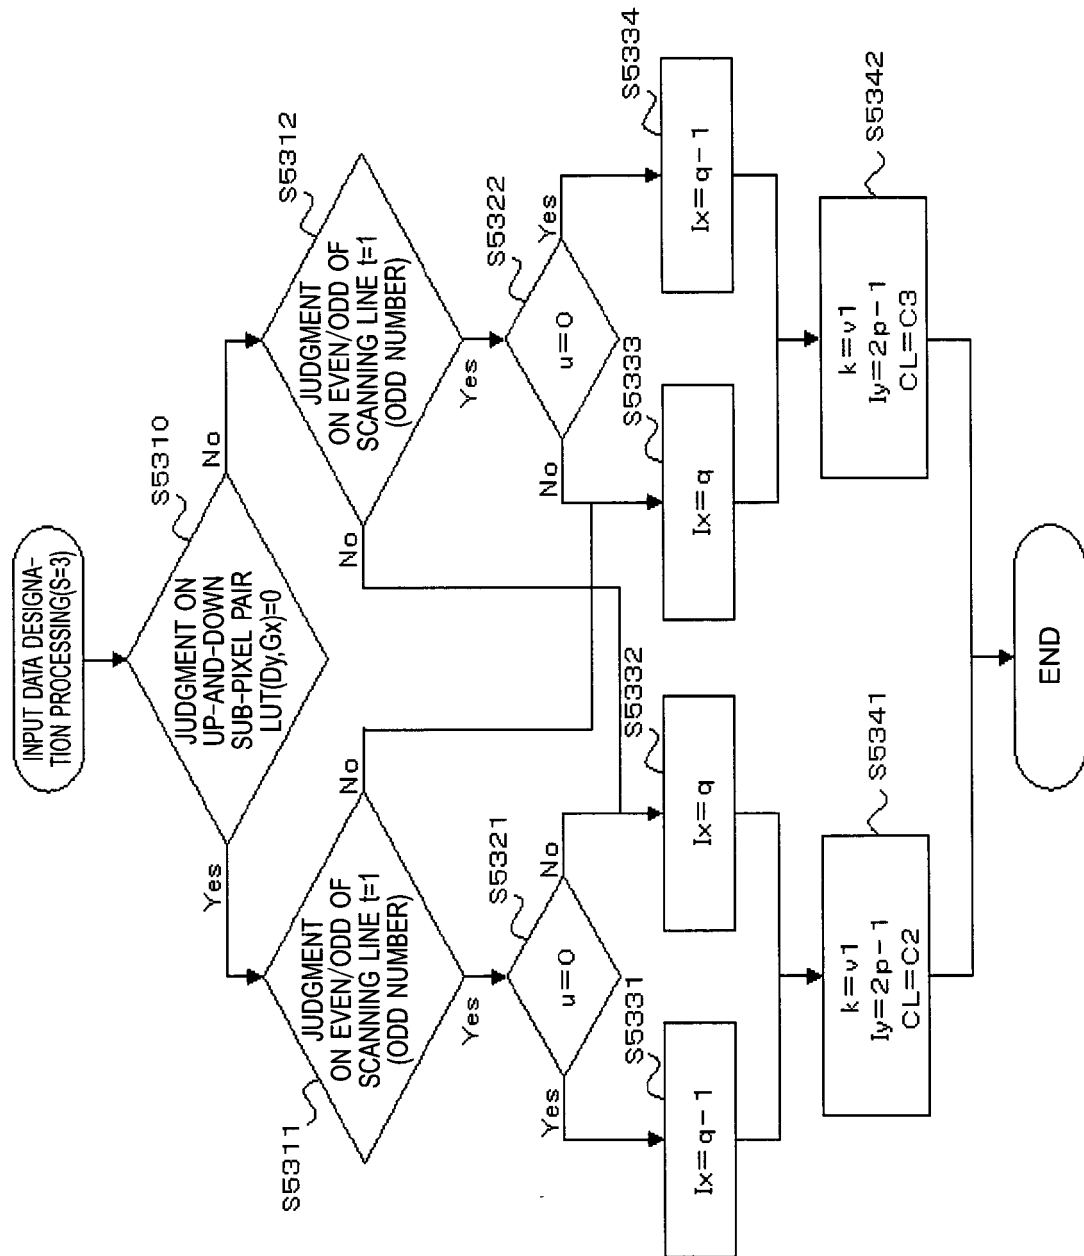 INPUT DATA DESIGNA-
TION PROCESSING(S=3)
S5310
JUDGMENT ON
UP-AND-DOWN
SUB-PIXEL PAIR
LUT(Dy,Gx)=0
Yes
No
S5311
JUDGMENT
ON EVEN/ODD OF
SCANNING LINE t=1
(ODD NUMBER)
No
Yes
S5312
JUDGMENT
ON EVEN/ODD OF
SCANNING LINE t=1
(ODD NUMBER)
No
Yes
S5321
u=0
Yes
No
S5322
u=0
No
Yes
S5331
Ix=q-1
S5332
Ix=q
S5333
Ix=q
S5334
Ix=q-1
S5341
k=v1
Iy=2p-1
CL=C2
S5342
k=v1
Iy=2p-1
CL=C3
END